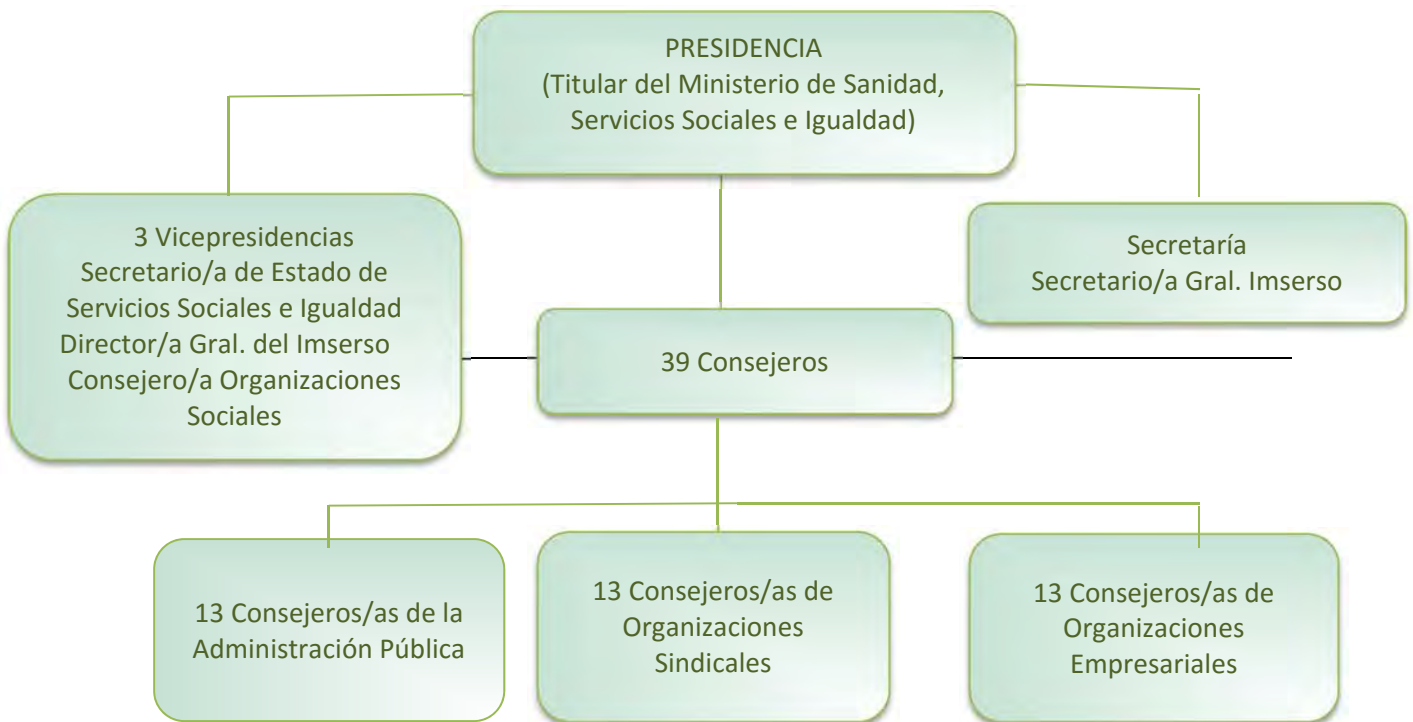 PRESIDENCIA
(Titular del Ministerio de Sanidad,
Servicios Sociales e Igualdad)
3 Vicepresidencias
Secretario/a de Estado de
Servicios Sociales e Igualdad
Director/a Gral. del Imserso
Consejero/a Organizaciones
Sociales
Secretaría
Secretario/a Gral. Imserso
39 Consejeros
13 Consejeros/as de la
Administración Pública
13 Consejeros/as de
Organizaciones
Sindicales
13 Consejeros/as de
Organizaciones
Empresariales